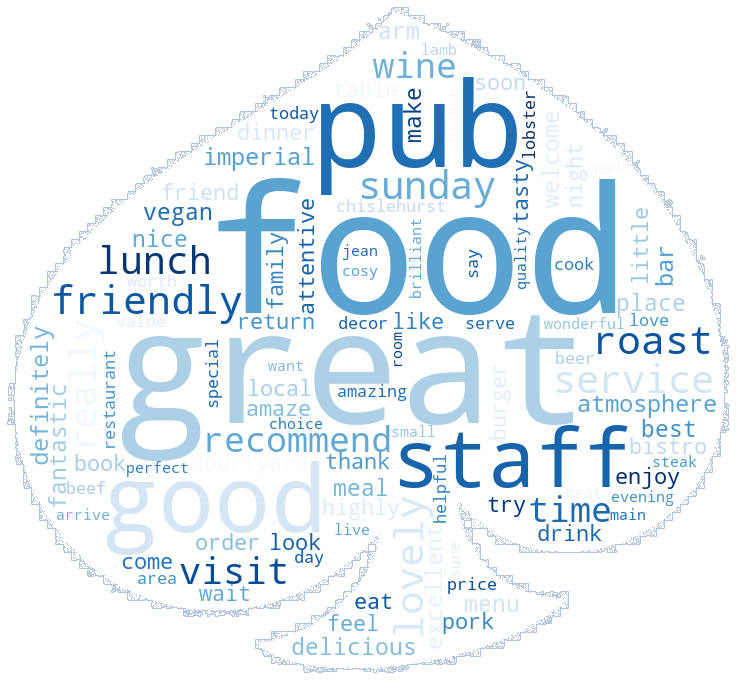 arm
lamb
wine
soon
table
pub
today
make
chicken
lobster
dinner
welcome
night
imperial
sunday
tasty
week
friend
vegan
food
chislehurst
nice
attentive
family
jean
cosy
brilliant
say
quality
cook
little
bar
lunch
worth
friendly
place
value
return
decor
like
serve
wonderful
love
great
roast
beer
room
special
restaurant
really
definitely
fantastic
want
local
amazing
burger
service
amaze
atmosphere
choice
small
recommend
staff
best
bistro
book
perfect
courtyard
thank
steak
beef
good
meal
helpful
enjoy
meat
evening
highly
try
time
main
arrive
live
lovely
drink
order
look
day
come
area
visit
excellent
sure
wait
price
eat
menu
feel
pork
delicious